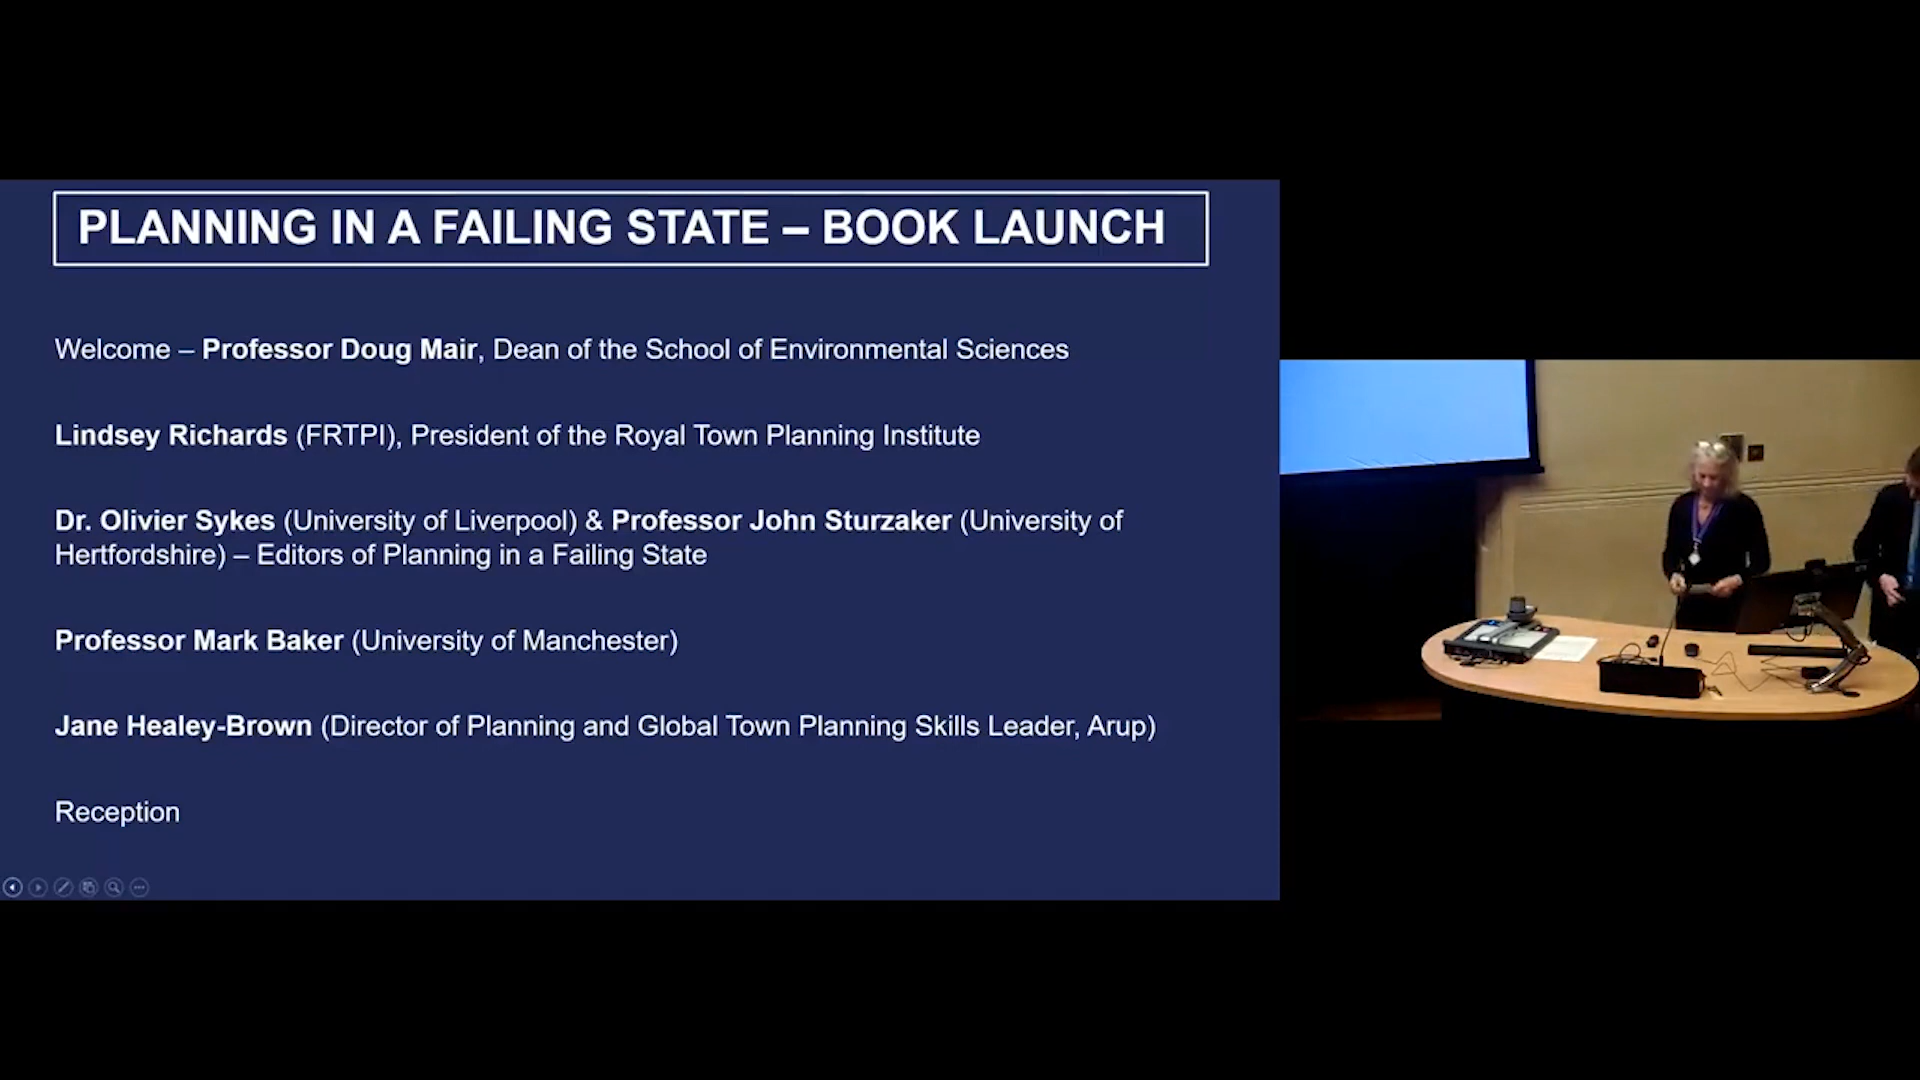 PLANNING IN A FAILING STATE – BOOK LAUNCH
Welcome – Professor Doug Mair, Dean of the School of Environmental Sciences
Lindsey Richards (FRTPI), President of the Royal Town Planning Institute
Dr. Olivier Sykes (University of Liverpool) & Professor John Sturzaker (University of
Hertfordshire) – Editors of Planning in a Failing State
Professor Mark Baker (University of Manchester)
Jane Healey-Brown (Director of Planning and Global Town Planning Skills Leader, Arup)
Reception